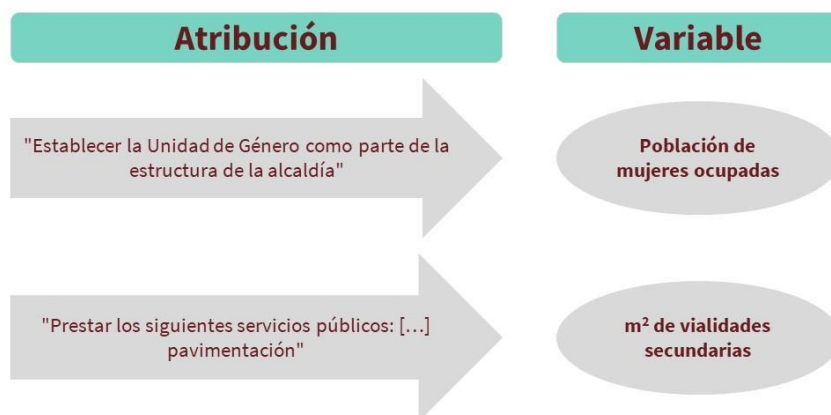 Atribución
Variable
"Establecer la Unidad de Género como parte de la
estructura de la alcaldía"
Población de
mujeres ocupadas
"Prestar los siguientes servicios públicos: […]
pavimentación"
m² de vialidades
secundarias